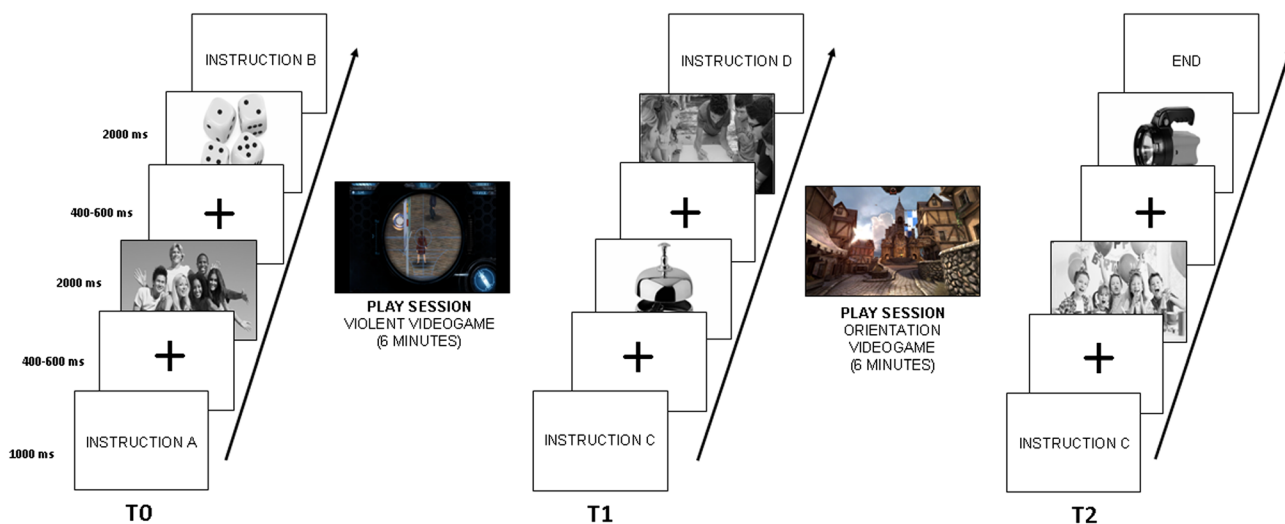 INSTRUCTION B
2000 ms
400-600 ms
2000 ms
400-600 ms
INSTRUCTION A
1000 ms
T0
PLAY SESSION
VIOLENT VIDEOGAME
(6 MINUTES)
INSTRUCTION D
INSTRUCTION C
T1
PLAY SESSION
ORIENTATION
VIDEOGAME
(6 MINUTES)
END
INSTRUCTION C
T2